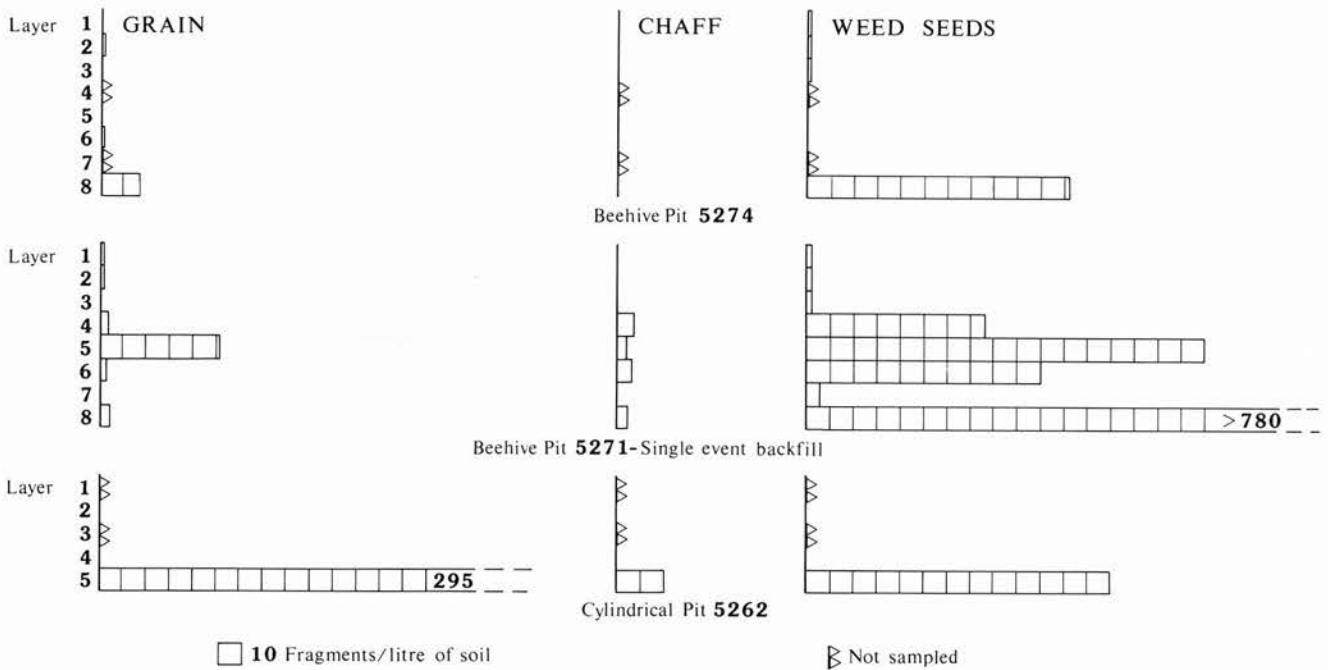 GRAIN CHAFF WEED SEEDS
Layer 1
2
3
4
5
6
7
8
Beehive Pit 5274
Layer 1
2
3
4
5
6
7
8 >780
Beehive Pit 5271-Single event backfill
Layer 1
2
3
4
5 295
Cylindrical Pit 5262
10 Fragments/litre of soil Not sampled